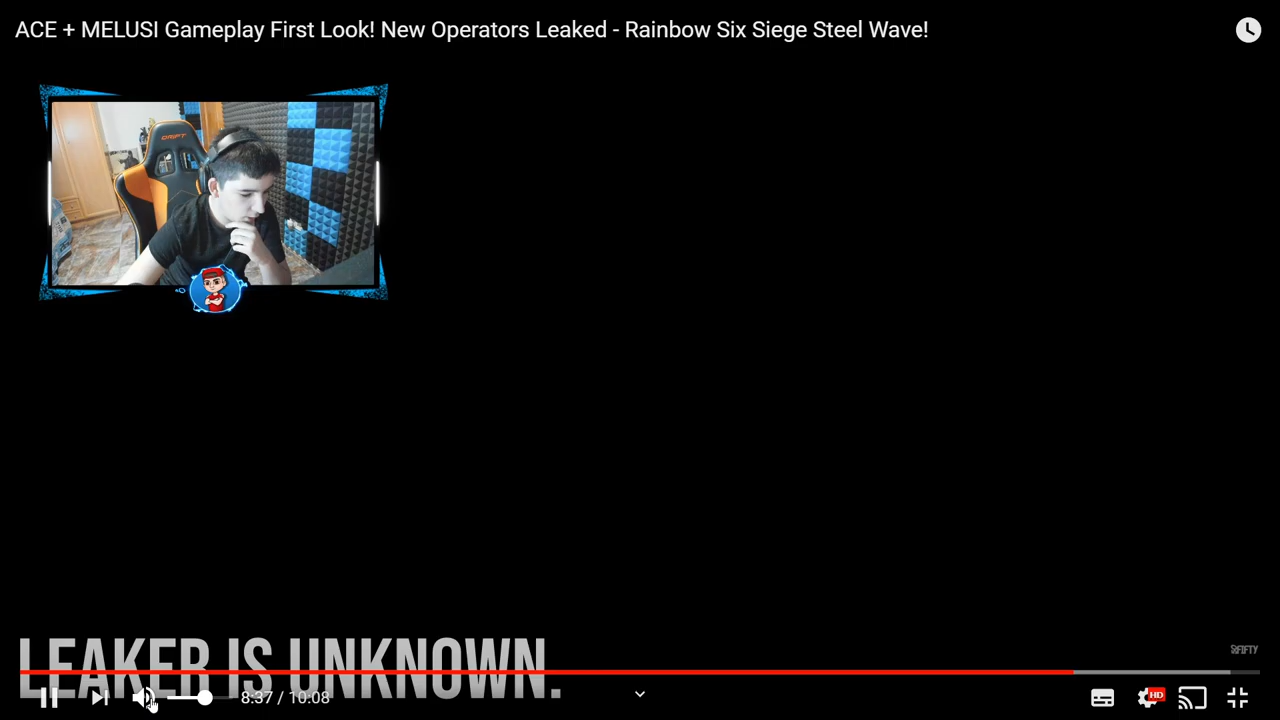 ACE + MELUSI Gameplay First Look! New Operators Leaked - Rainbow Six Siege Steel Wave!
DRIFT
LEAKER IS UNKNOWN.
8:37 / 10:08
HD